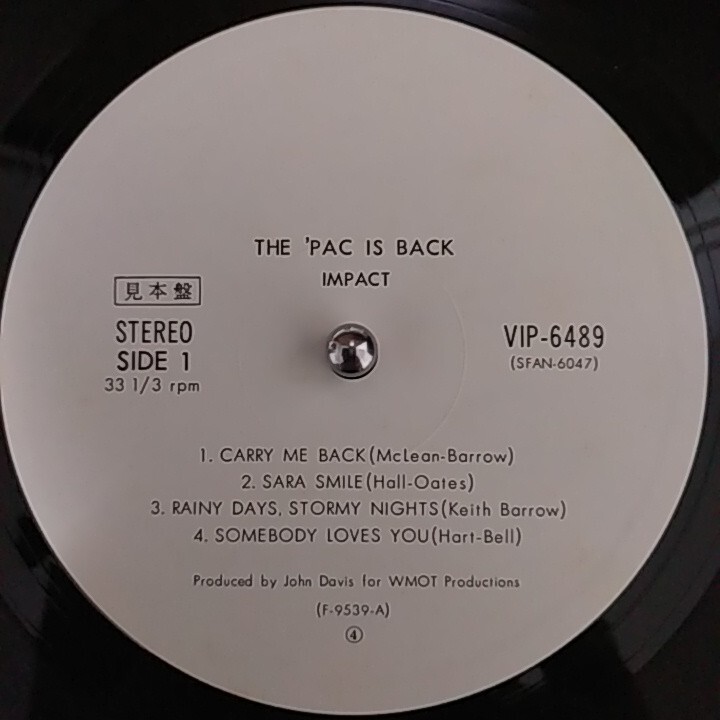 THE 'PAC IS BACK
IMPACT
見本盤
STEREO
SIDE 1
33 1/3 rpm
VIP-6489
(SFAN-6047)
1. CARRY ME BACK(McLean-Barrow)
2. SARA SMILE(Hall-Oates)
3. RAINY DAYS, STORMY NIGHTS(Keith Barrow)
4. SOMEBODY LOVES YOU(Hart-Bell)
Produced by John Davis for WMOT Productions
(F-9539-A)
④